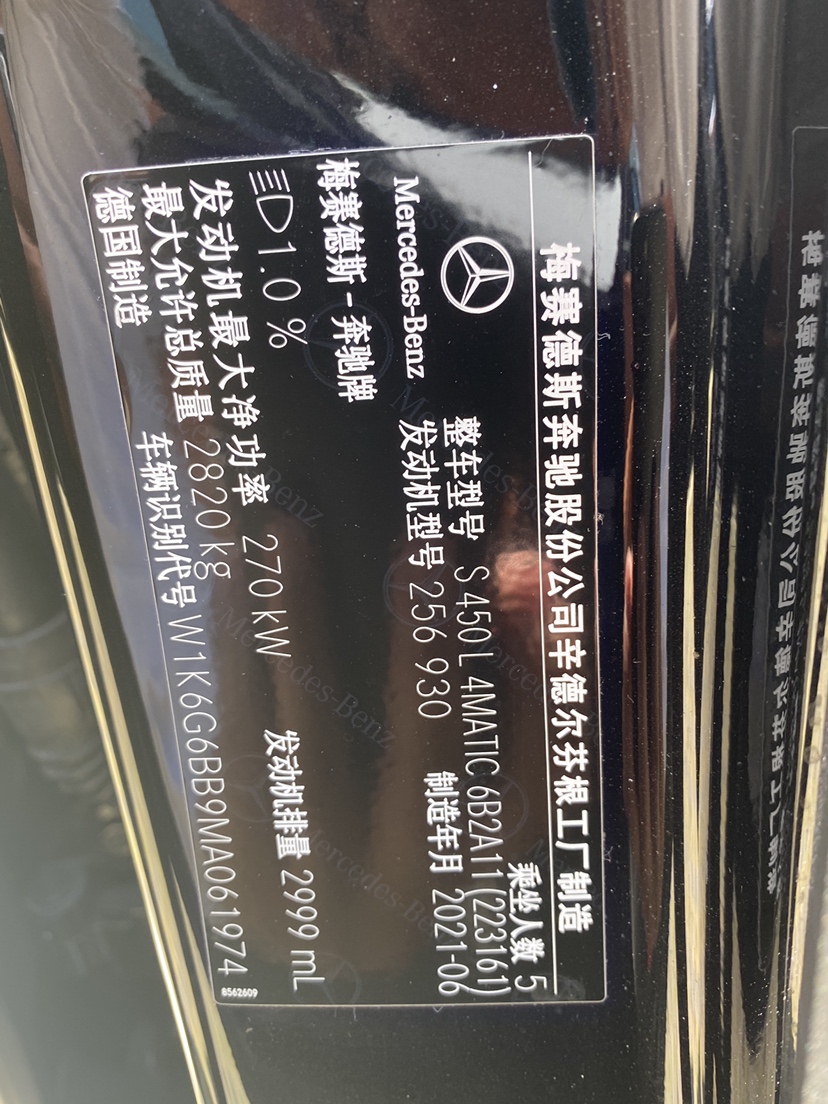 梅赛德斯奔驰股份公司辛德尔芬根工厂制造
乘坐人数 5
Mercedes-Benz
整车型号 S 450 L 4MATIC 6B2A11 (223161)
发动机型号 256 930 制造年月 2021-06
梅赛德斯-奔驰牌
1.0 %
发动机最大净功率 270 kW 发动机排量 2999 mL
最大允许总质量 2820 kg
德国制造 车辆识别代号 W1K6G6BB9MA061974
8562609